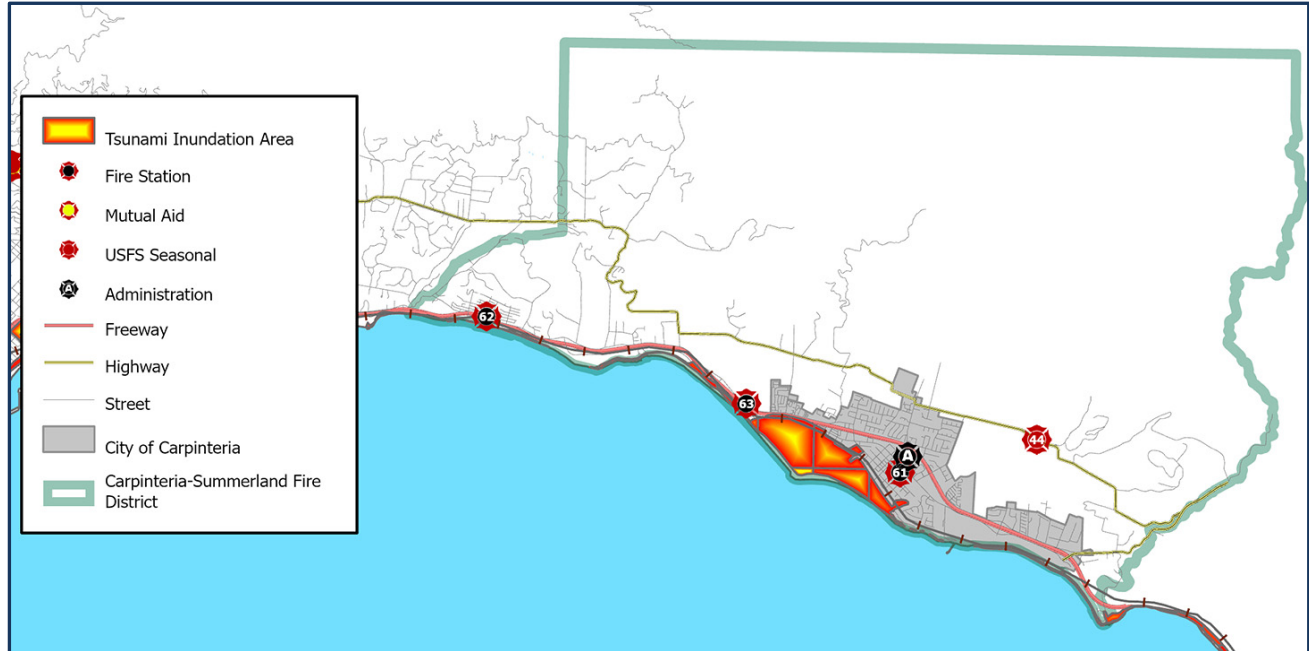 Tsunami Inundation Area
Fire Station
Mutual Aid
USFS Seasonal
A
Administration
Freeway
Highway
Street
City of Carpinteria
Carpinteria-Summerland Fire
District
62
63
44
A
61